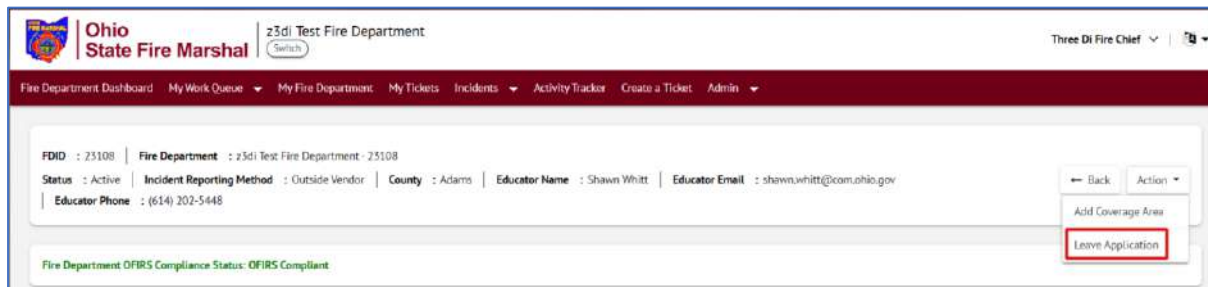 Ohio
State Fire Marshal
z3di Test Fire Department
Switch
Three Di Fire Chief
Fire Department Dashboard My Work Queue My Fire Department My Tickets Incidents Activity Tracker Create a Ticket Admin
FDID : 23108 | Fire Department : z3di Test Fire Department - 23108
Status : Active | Incident Reporting Method : Outside Vendor | County : Adams | Educator Name : Shawn Whitt | Educator Email : shawn.whitt@com.ohio.gov
| Educator Phone : (614) 202-5448
← Back Action
Add Coverage Area
Leave Application
Fire Department OFIRS Compliance Status: OFIRS Compliant